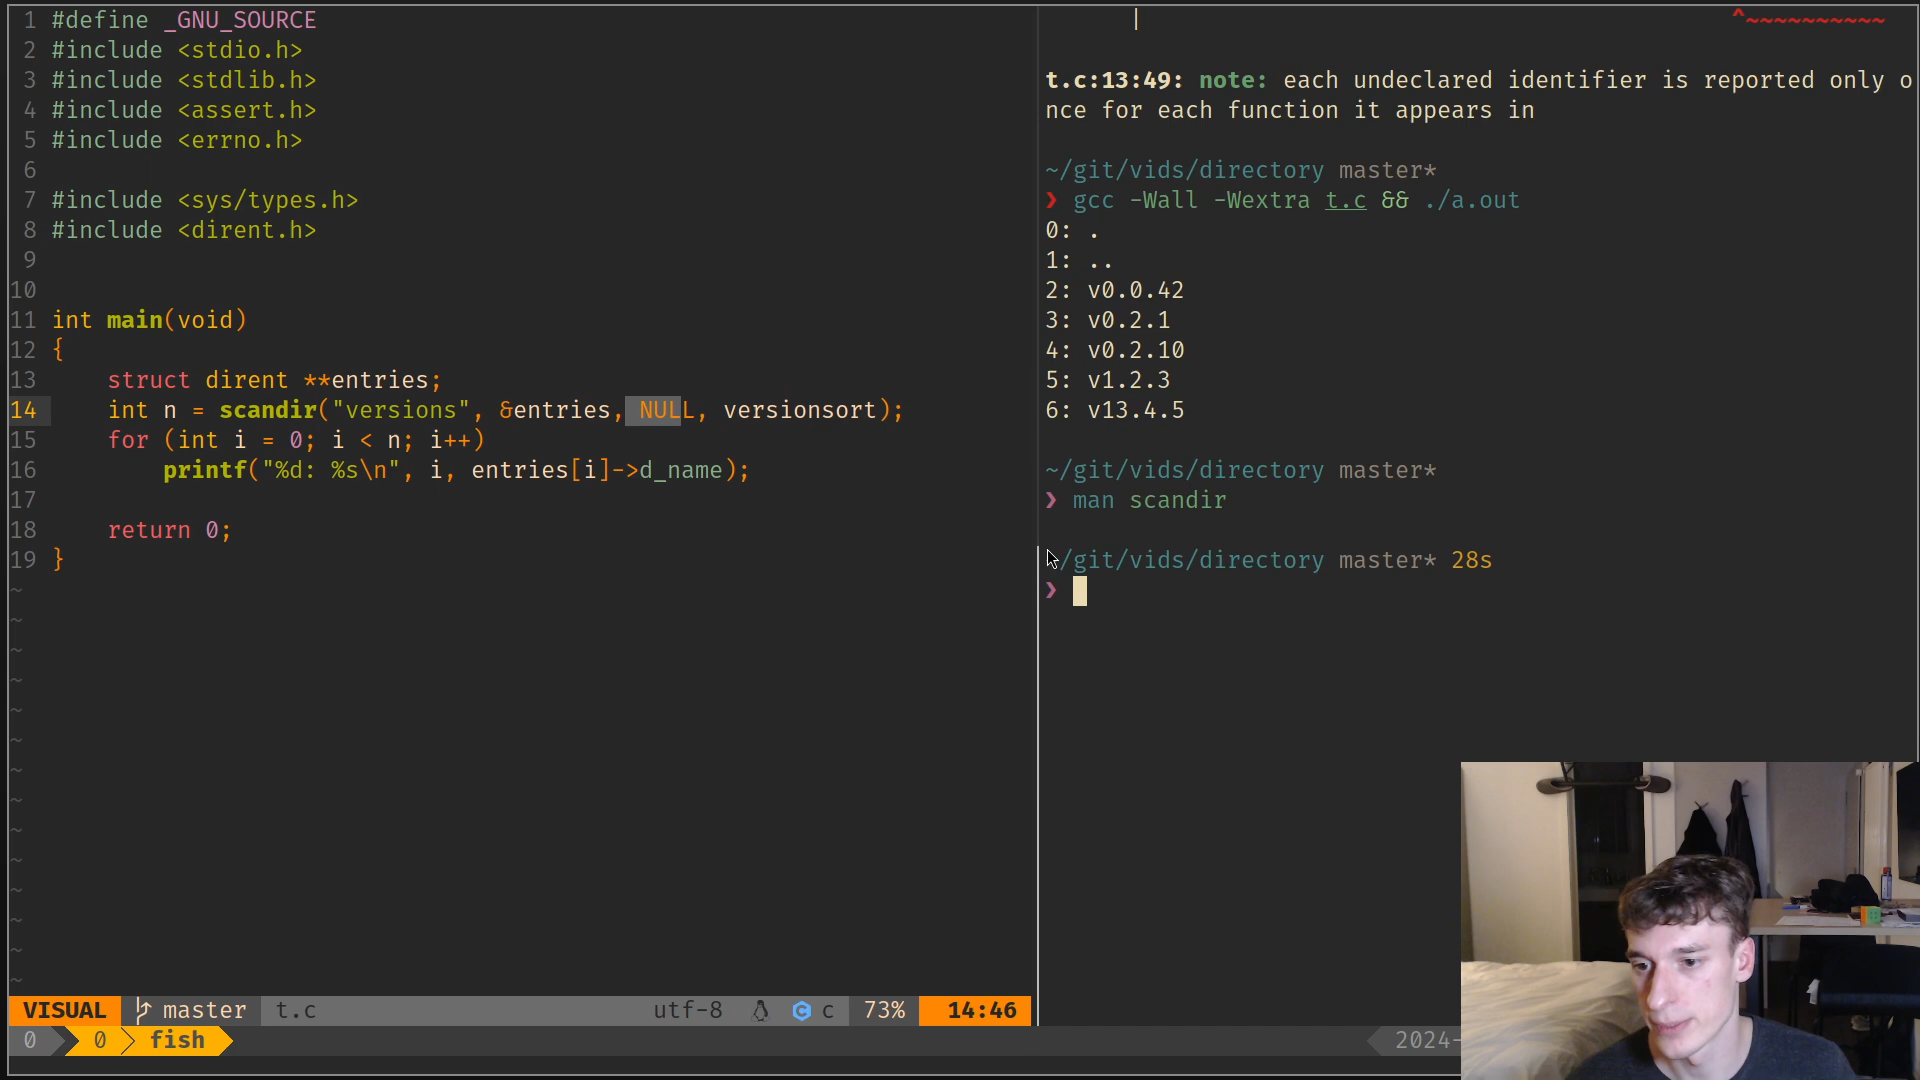 1 #define _GNU_SOURCE
2 #include <stdio.h>
3 #include <stdlib.h>
4 #include <assert.h>
5 #include <errno.h>
6
7 #include <sys/types.h>
8 #include <dirent.h>
9
10
11 int main(void)
12 {
13     struct dirent **entries;
14     int n = scandir("versions", &entries, NULL, versionsort);
15     for (int i = 0; i < n; i++)
16         printf("%d: %s\n", i, entries[i]->d_name);
17
18     return 0;
19 }
~
~
~
~
~
~
~
~
~
~
~
~
~
~
VISUAL master t.c utf-8 c 73% 14:46
0 0 fish 2024-
| ^~~~~~~~~~~
t.c:13:49: note: each undeclared identifier is reported only o
nce for each function it appears in
~/git/vids/directory master*
❯ gcc -Wall -Wextra t.c && ./a.out
0: .
1: ..
2: v0.0.42
3: v0.2.1
4: v0.2.10
5: v1.2.3
6: v13.4.5
~/git/vids/directory master*
❯ man scandir
/git/vids/directory master* 28s
❯